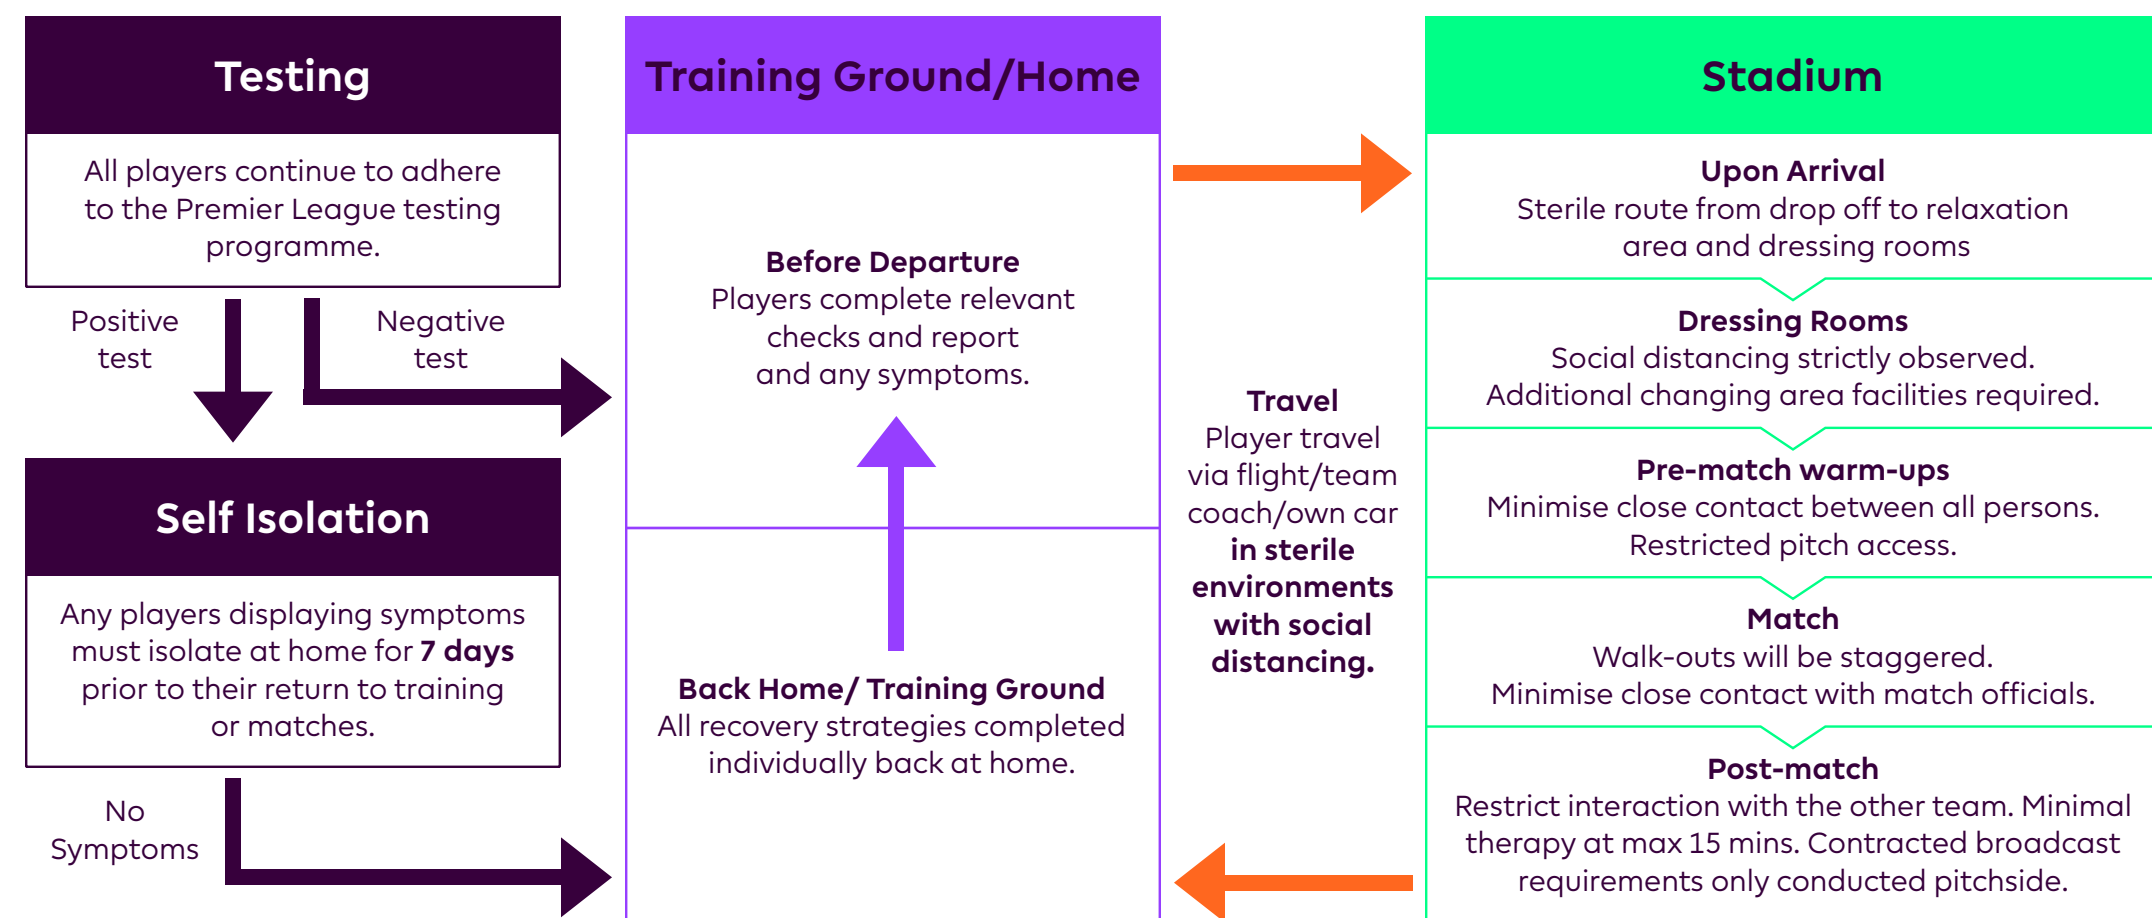 Testing
All players continue to adhere
to the Premier League testing
programme.
Positive
test
Negative
test
Self Isolation
Any players displaying symptoms
must isolate at home for 7 days
prior to their return to training
or matches.
No
Symptoms
Training Ground/Home
Before Departure
Players complete relevant
checks and report
and any symptoms.
Back Home/ Training Ground
All recovery strategies completed
individually back at home.
Travel
Player travel
via flight/team
coach/own car
in sterile
environments
with social
distancing.
Stadium
Upon Arrival
Sterile route from drop off to relaxation
area and dressing rooms
Dressing Rooms
Social distancing strictly observed.
Additional changing area facilities required.
Pre-match warm-ups
Minimise close contact between all persons.
Restricted pitch access.
Match
Walk-outs will be staggered.
Minimise close contact with match officials.
Post-match
Restrict interaction with the other team. Minimal
therapy at max 15 mins. Contracted broadcast
requirements only conducted pitchside.